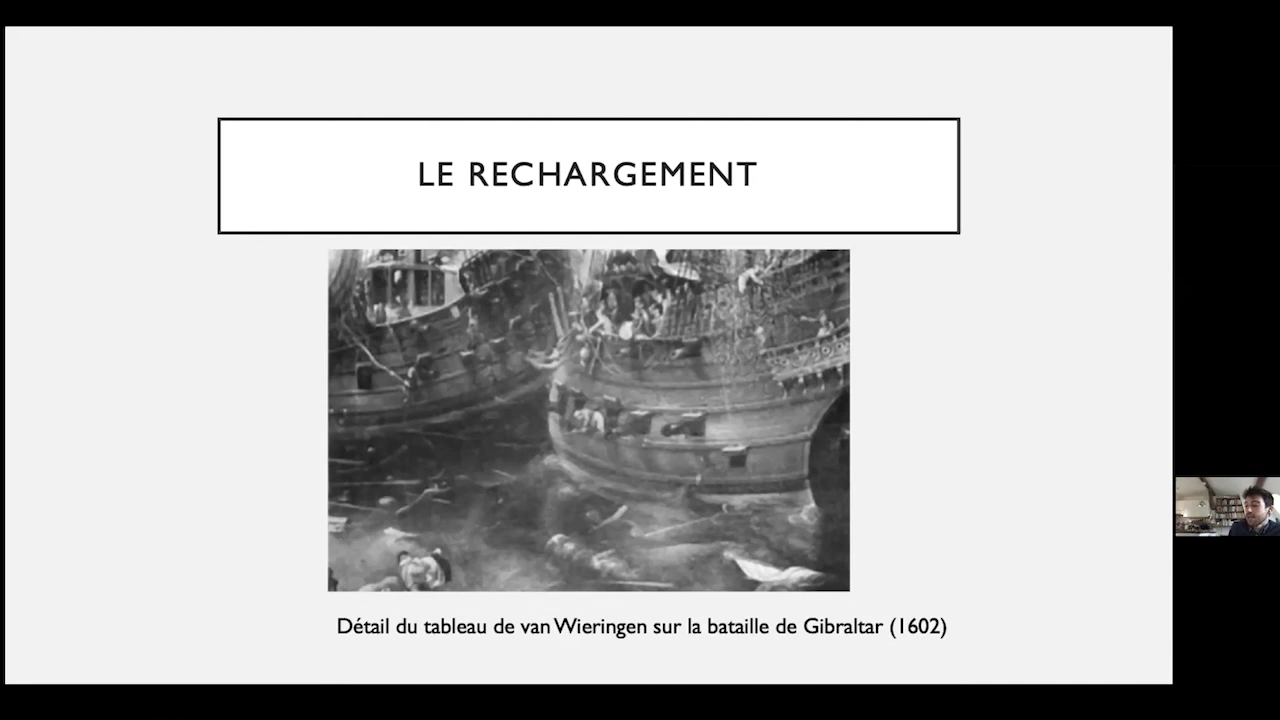 LE RECHARGEMENT
Détail du tableau de van Wieringen sur la bataille de Gibraltar (1602)